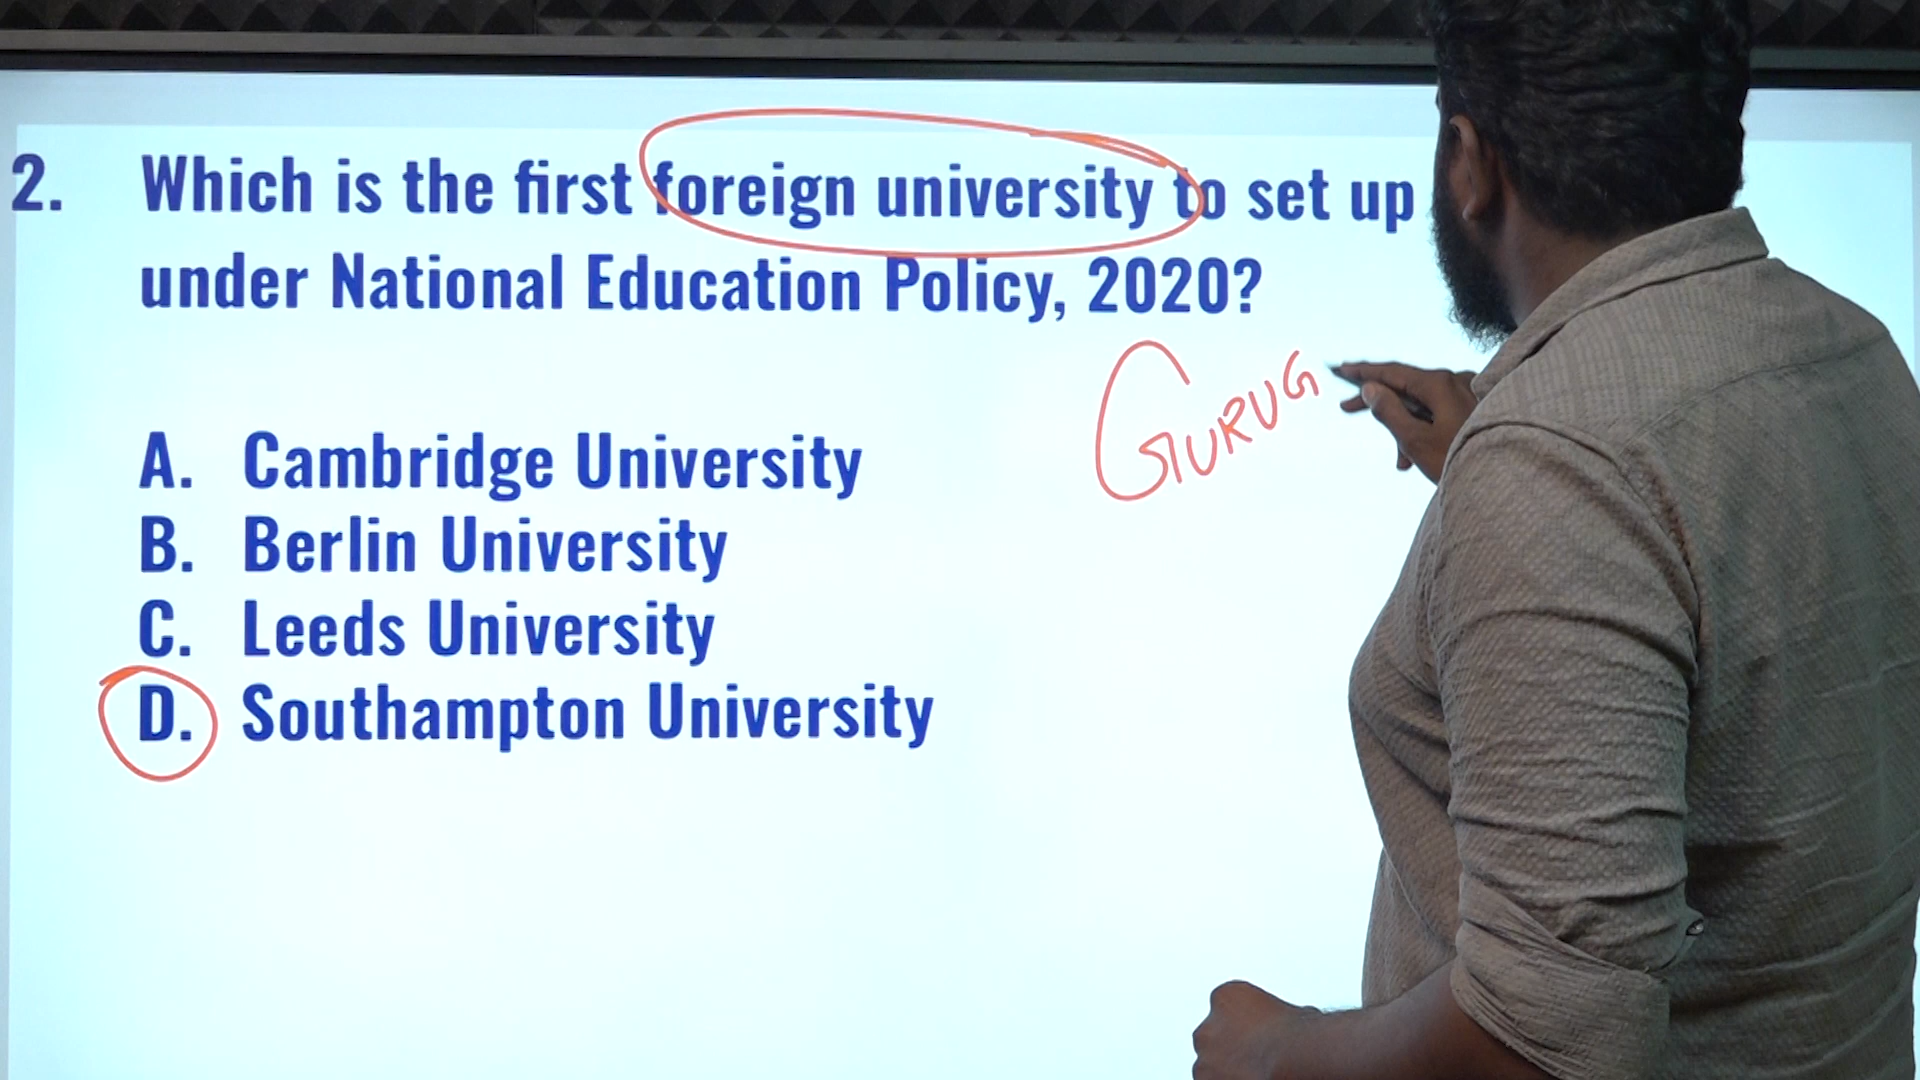 2. Which is the first foreign university to set up
under National Education Policy, 2020?
GURUG
A. Cambridge University
B. Berlin University
C. Leeds University
D. Southampton University